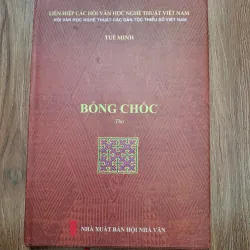 LIÊN HIỆP CÁC HỘI VĂN HỌC NGHỆ THUẬT VIỆT NAM
HỘI VĂN HỌC NGHỆ THUẬT CÁC DÂN TỘC THIỂU SỐ VIỆT NAM
TUỆ MINH
BỖNG CHỐC
Thơ
NHÀ XUẤT BẢN HỘI NHÀ VĂN